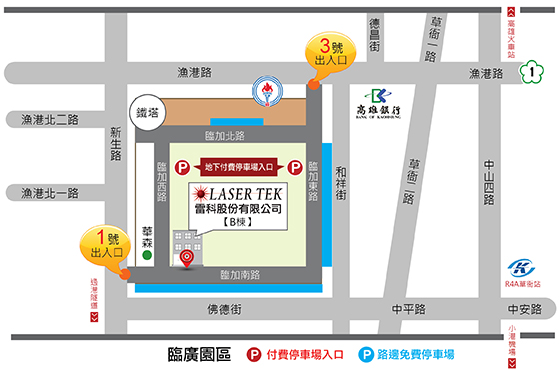 德昌街
草衙一路
高雄火車站
3號
出入口
漁港路
漁港路
1
高雄銀行
BANK OF KAOHSIUNG
鐵塔
漁港北二路
新生路
臨加北路
P
地下付費停車場入口
P
臨加西路
臨加東路
和祥街
草衙二路
中山四路
LASER TEK
雷科股份有限公司
【B棟】
漁港北一路
華森
1號
出入口
臨加南路
R4A草衙站
過港隧道
佛德街
中平路
中安路
小港機場
臨廣園區
P 付費停車場入口
P 路邊免費停車場